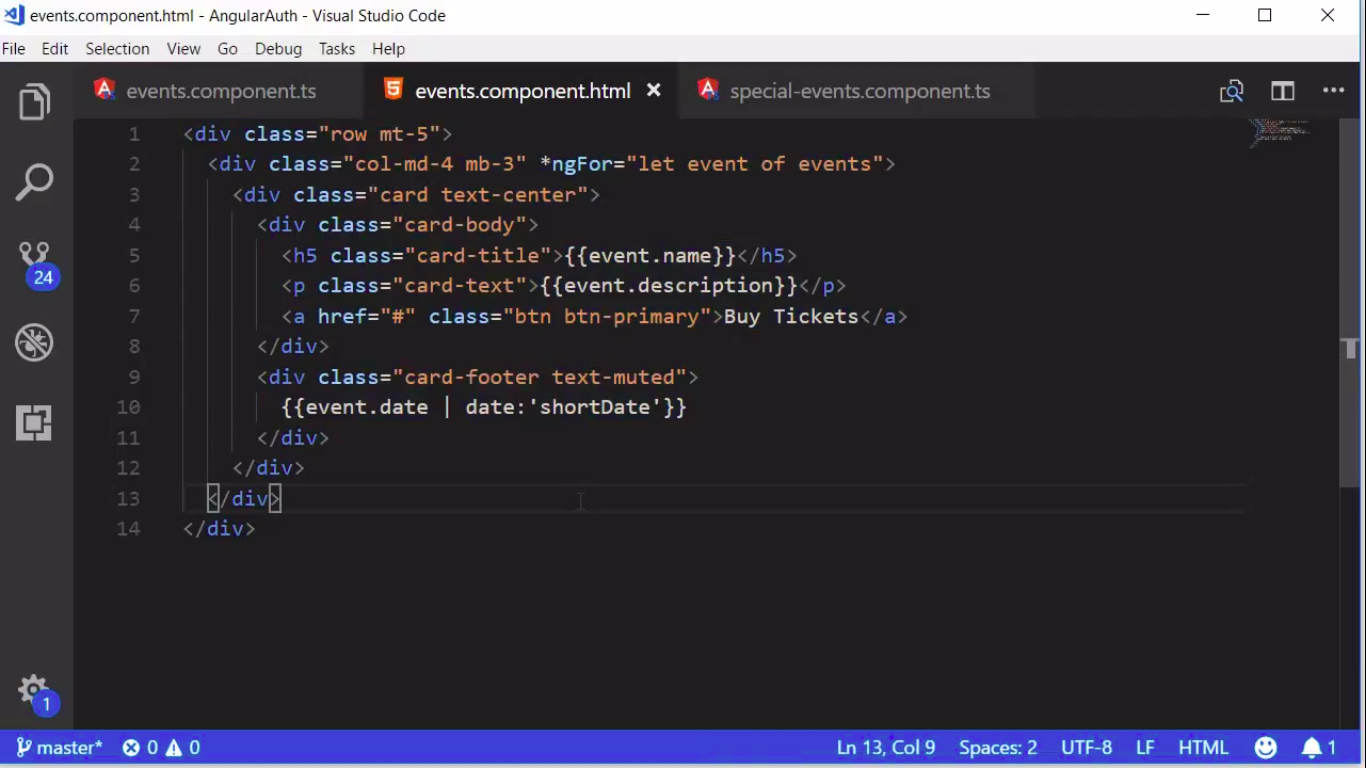 events.component.html - AngularAuth - Visual Studio Code
File Edit Selection View Go Debug Tasks Help
events.component.ts events.component.html special-events.component.ts
1 <div class="row mt-5">
2 <div class="col-md-4 mb-3" *ngFor="let event of events">
3 <div class="card text-center">
4 <div class="card-body">
5 <h5 class="card-title">{{event.name}}</h5>
6 <p class="card-text">{{event.description}}</p>
7 <a href="#" class="btn btn-primary">Buy Tickets</a>
8 </div>
9 <div class="card-footer text-muted">
10 {{event.date | date:'shortDate'}}
11 </div>
12 </div>
13 </div>
14 </div>
24
1
master* 0 0 Ln 13, Col 9 Spaces: 2 UTF-8 LF HTML 1